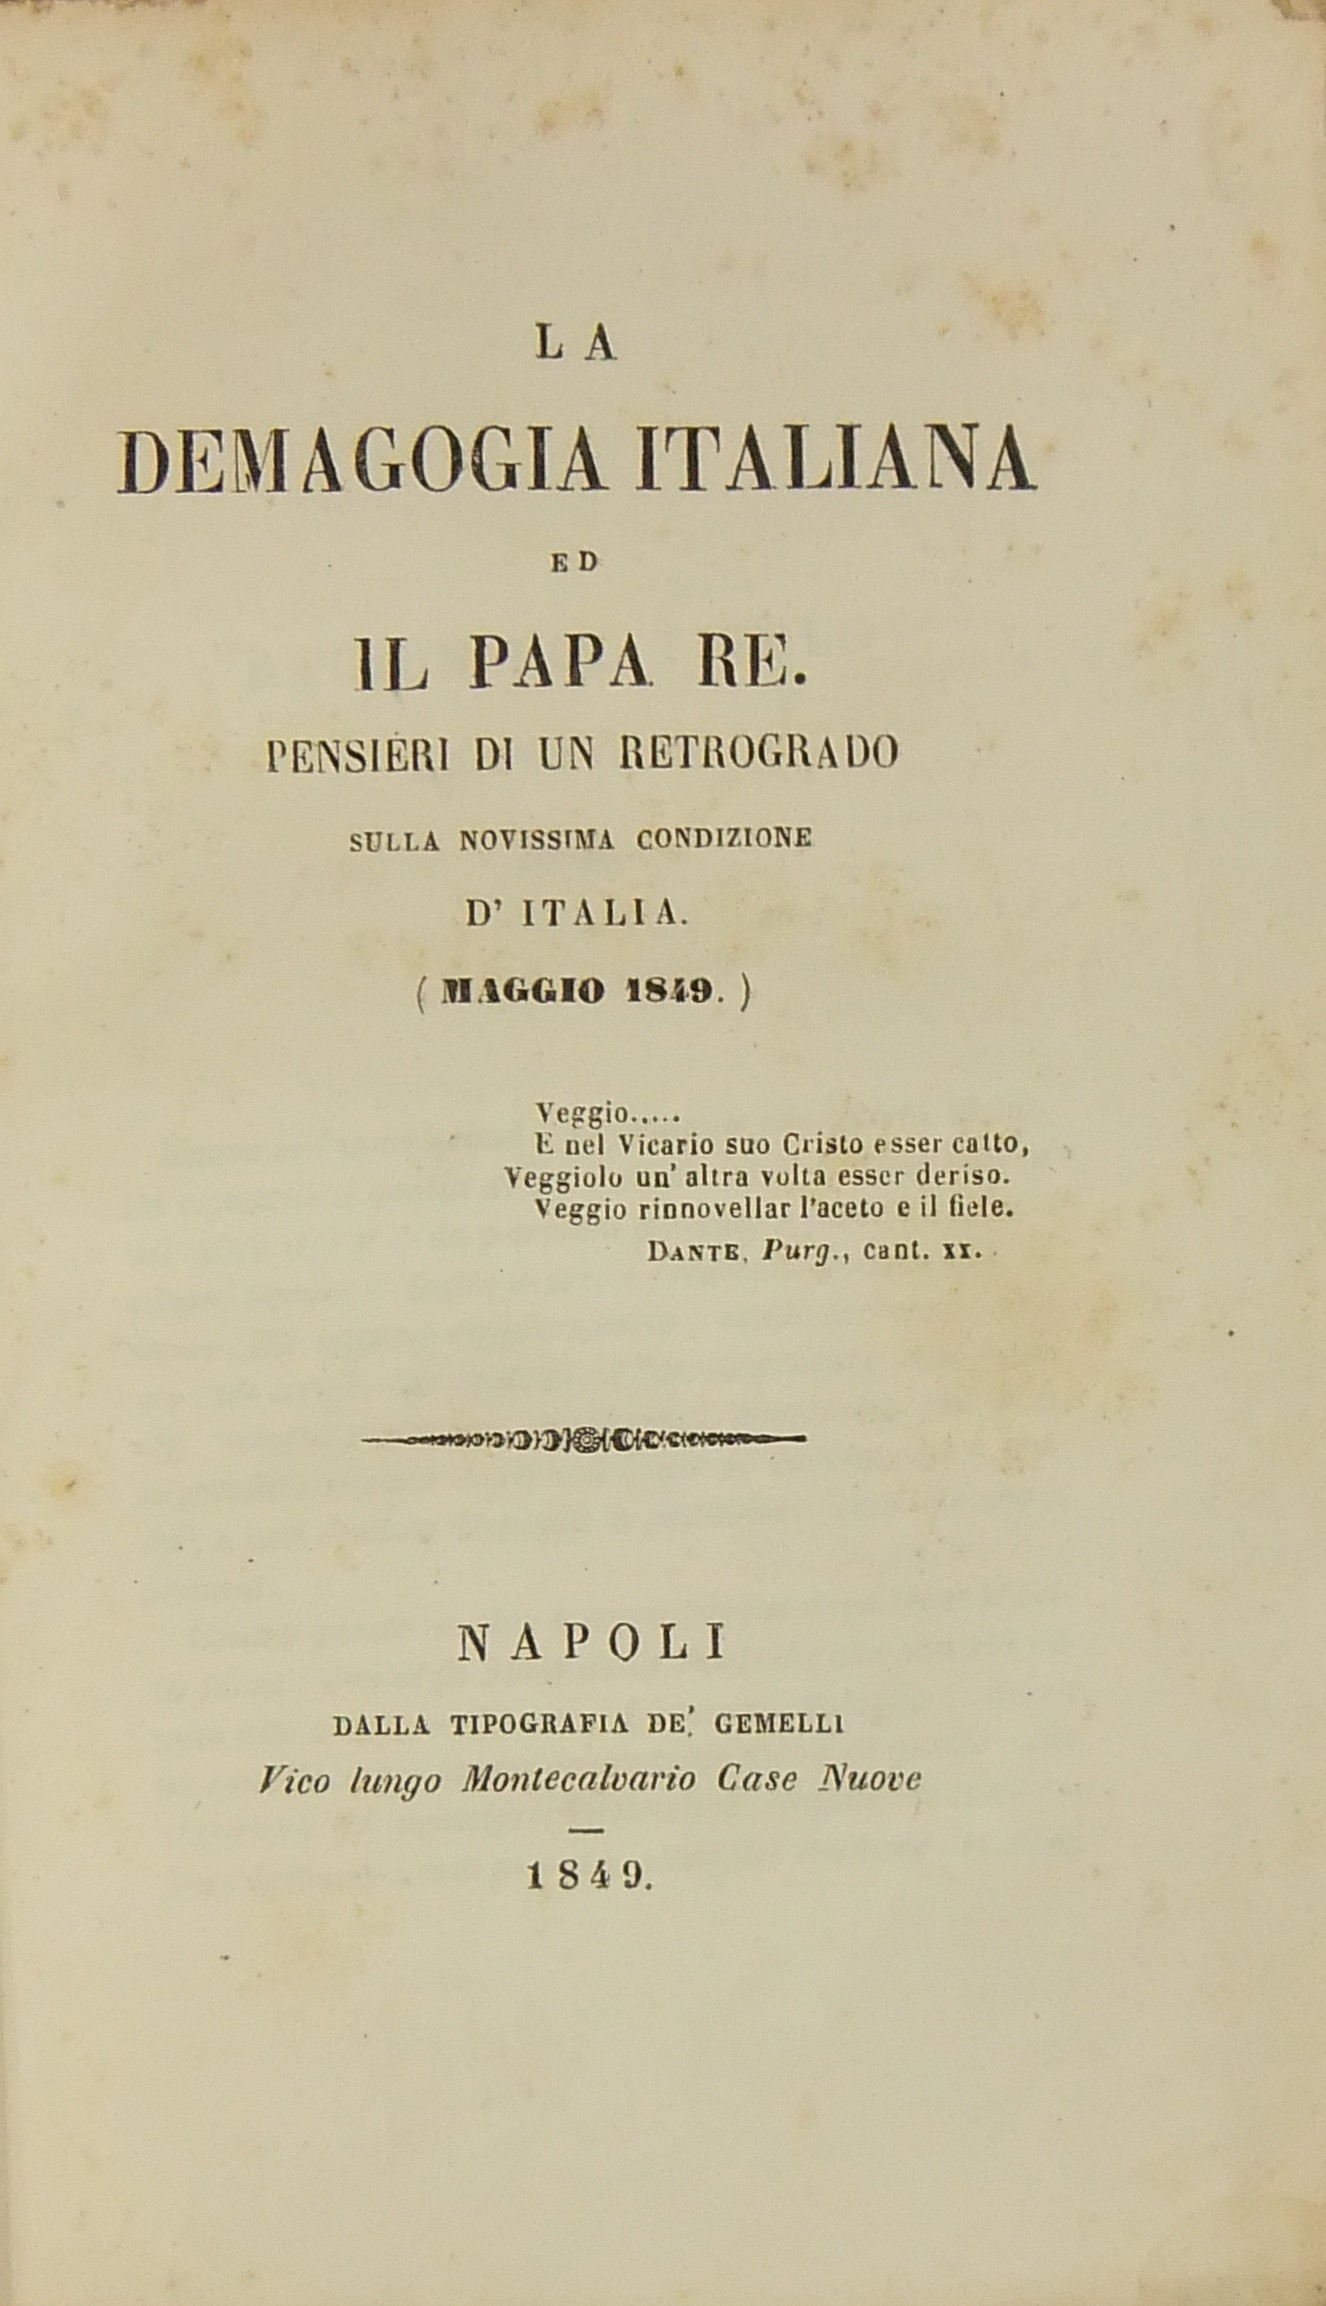 LA
DEMAGOGIA ITALIANA
ED
IL PAPA RE.
PENSIERI DI UN RETROGRADO
SULLA NOVISSIMA CONDIZIONE
D' ITALIA.
( MAGGIO 1849. )
Veggio.....
E nel Vicario suo Cristo esser catto,
Veggiolo un' altra volta esser deriso.
Veggio rinnovellar l'aceto e il fiele.
DANTE, Purg., cant. XX.
NAPOLI
DALLA TIPOGRAFIA DE' GEMELLI
Vico lungo Montecalvario Case Nuove
—
1849.